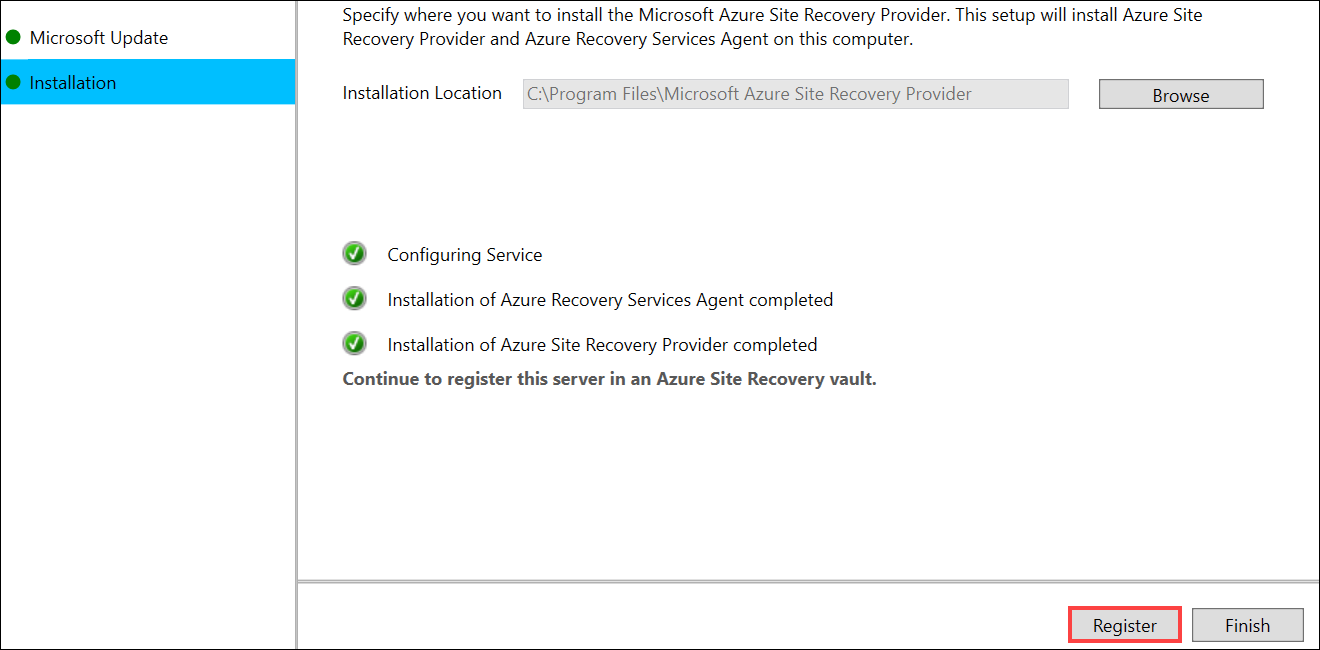 Microsoft Update
Installation
Specify where you want to install the Microsoft Azure Site Recovery Provider. This setup will install Azure Site
Recovery Provider and Azure Recovery Services Agent on this computer.
Installation Location
C:\Program Files\Microsoft Azure Site Recovery Provider
Browse
Configuring Service
Installation of Azure Recovery Services Agent completed
Installation of Azure Site Recovery Provider completed
Continue to register this server in an Azure Site Recovery vault.
Register
Finish